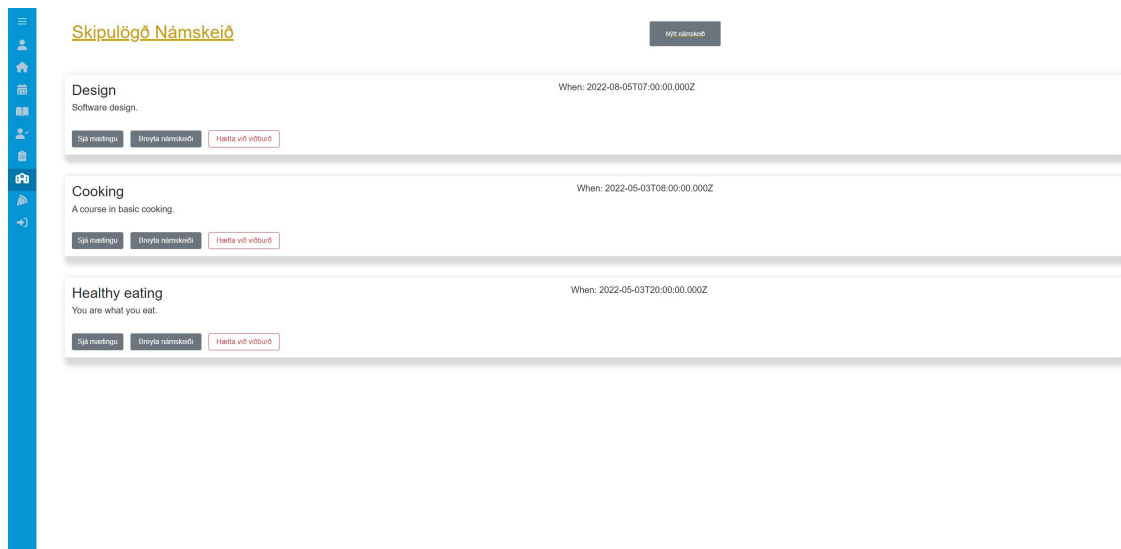 Skipulögð Námskeið
Nýtt námskeið
Design
When: 2022-08-05T07:00:00.000Z
Software design.
Sjá mætingu
Breyta námskeiði
Hætta við viðburð
Cooking
When: 2022-05-03T08:00:00.000Z
A course in basic cooking.
Sjá mætingu
Breyta námskeiði
Hætta við viðburð
Healthy eating
When: 2022-05-03T20:00:00.000Z
You are what you eat.
Sjá mætingu
Breyta námskeiði
Hætta við viðburð